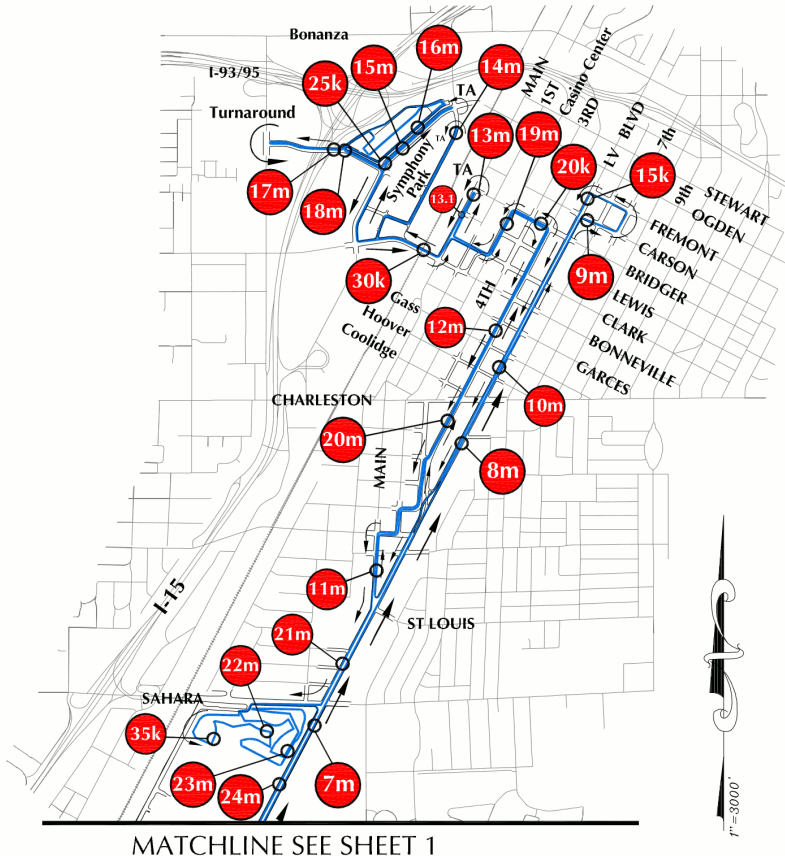 Bonanza
I-93/95
Turnaround
25k
15m
16m
TA
14m
TA
MAIN
1ST
Casino Center
3RD
LV BLVD
7th
9th
13m
19m
20k
15k
TA
13.1
Symphony
Park
17m
18m
STEWART
OGDEN
FREMONT
CARSON
BRIDGER
LEWIS
CLARK
BONNEVILLE
GARCES
9m
30k
Gass
Hoover
Coolidge
4TH
12m
10m
CHARLESTON
20m
MAIN
8m
11m
I-15
ST LOUIS
21m
22m
SAHARA
35k
23m
24m
7m
1"=3000'
MATCHLINE SEE SHEET 1